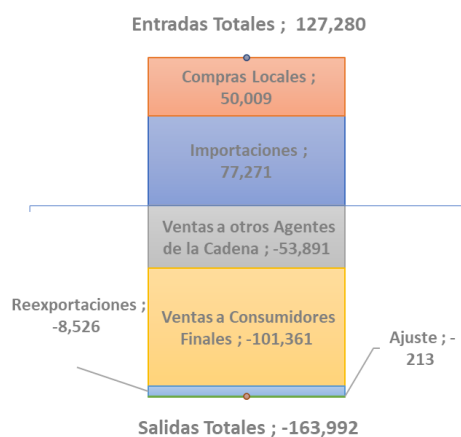 Entradas Totales ; 127,280
Compras Locales ;
50,009
Importaciones ;
77,271
Ventas a otros Agentes
de la Cadena ; -53,891
Reexportaciones ;
-8,526
Ventas a Consumidores
Finales ; -101,361
Ajuste ; -
213
Salidas Totales ; -163,992